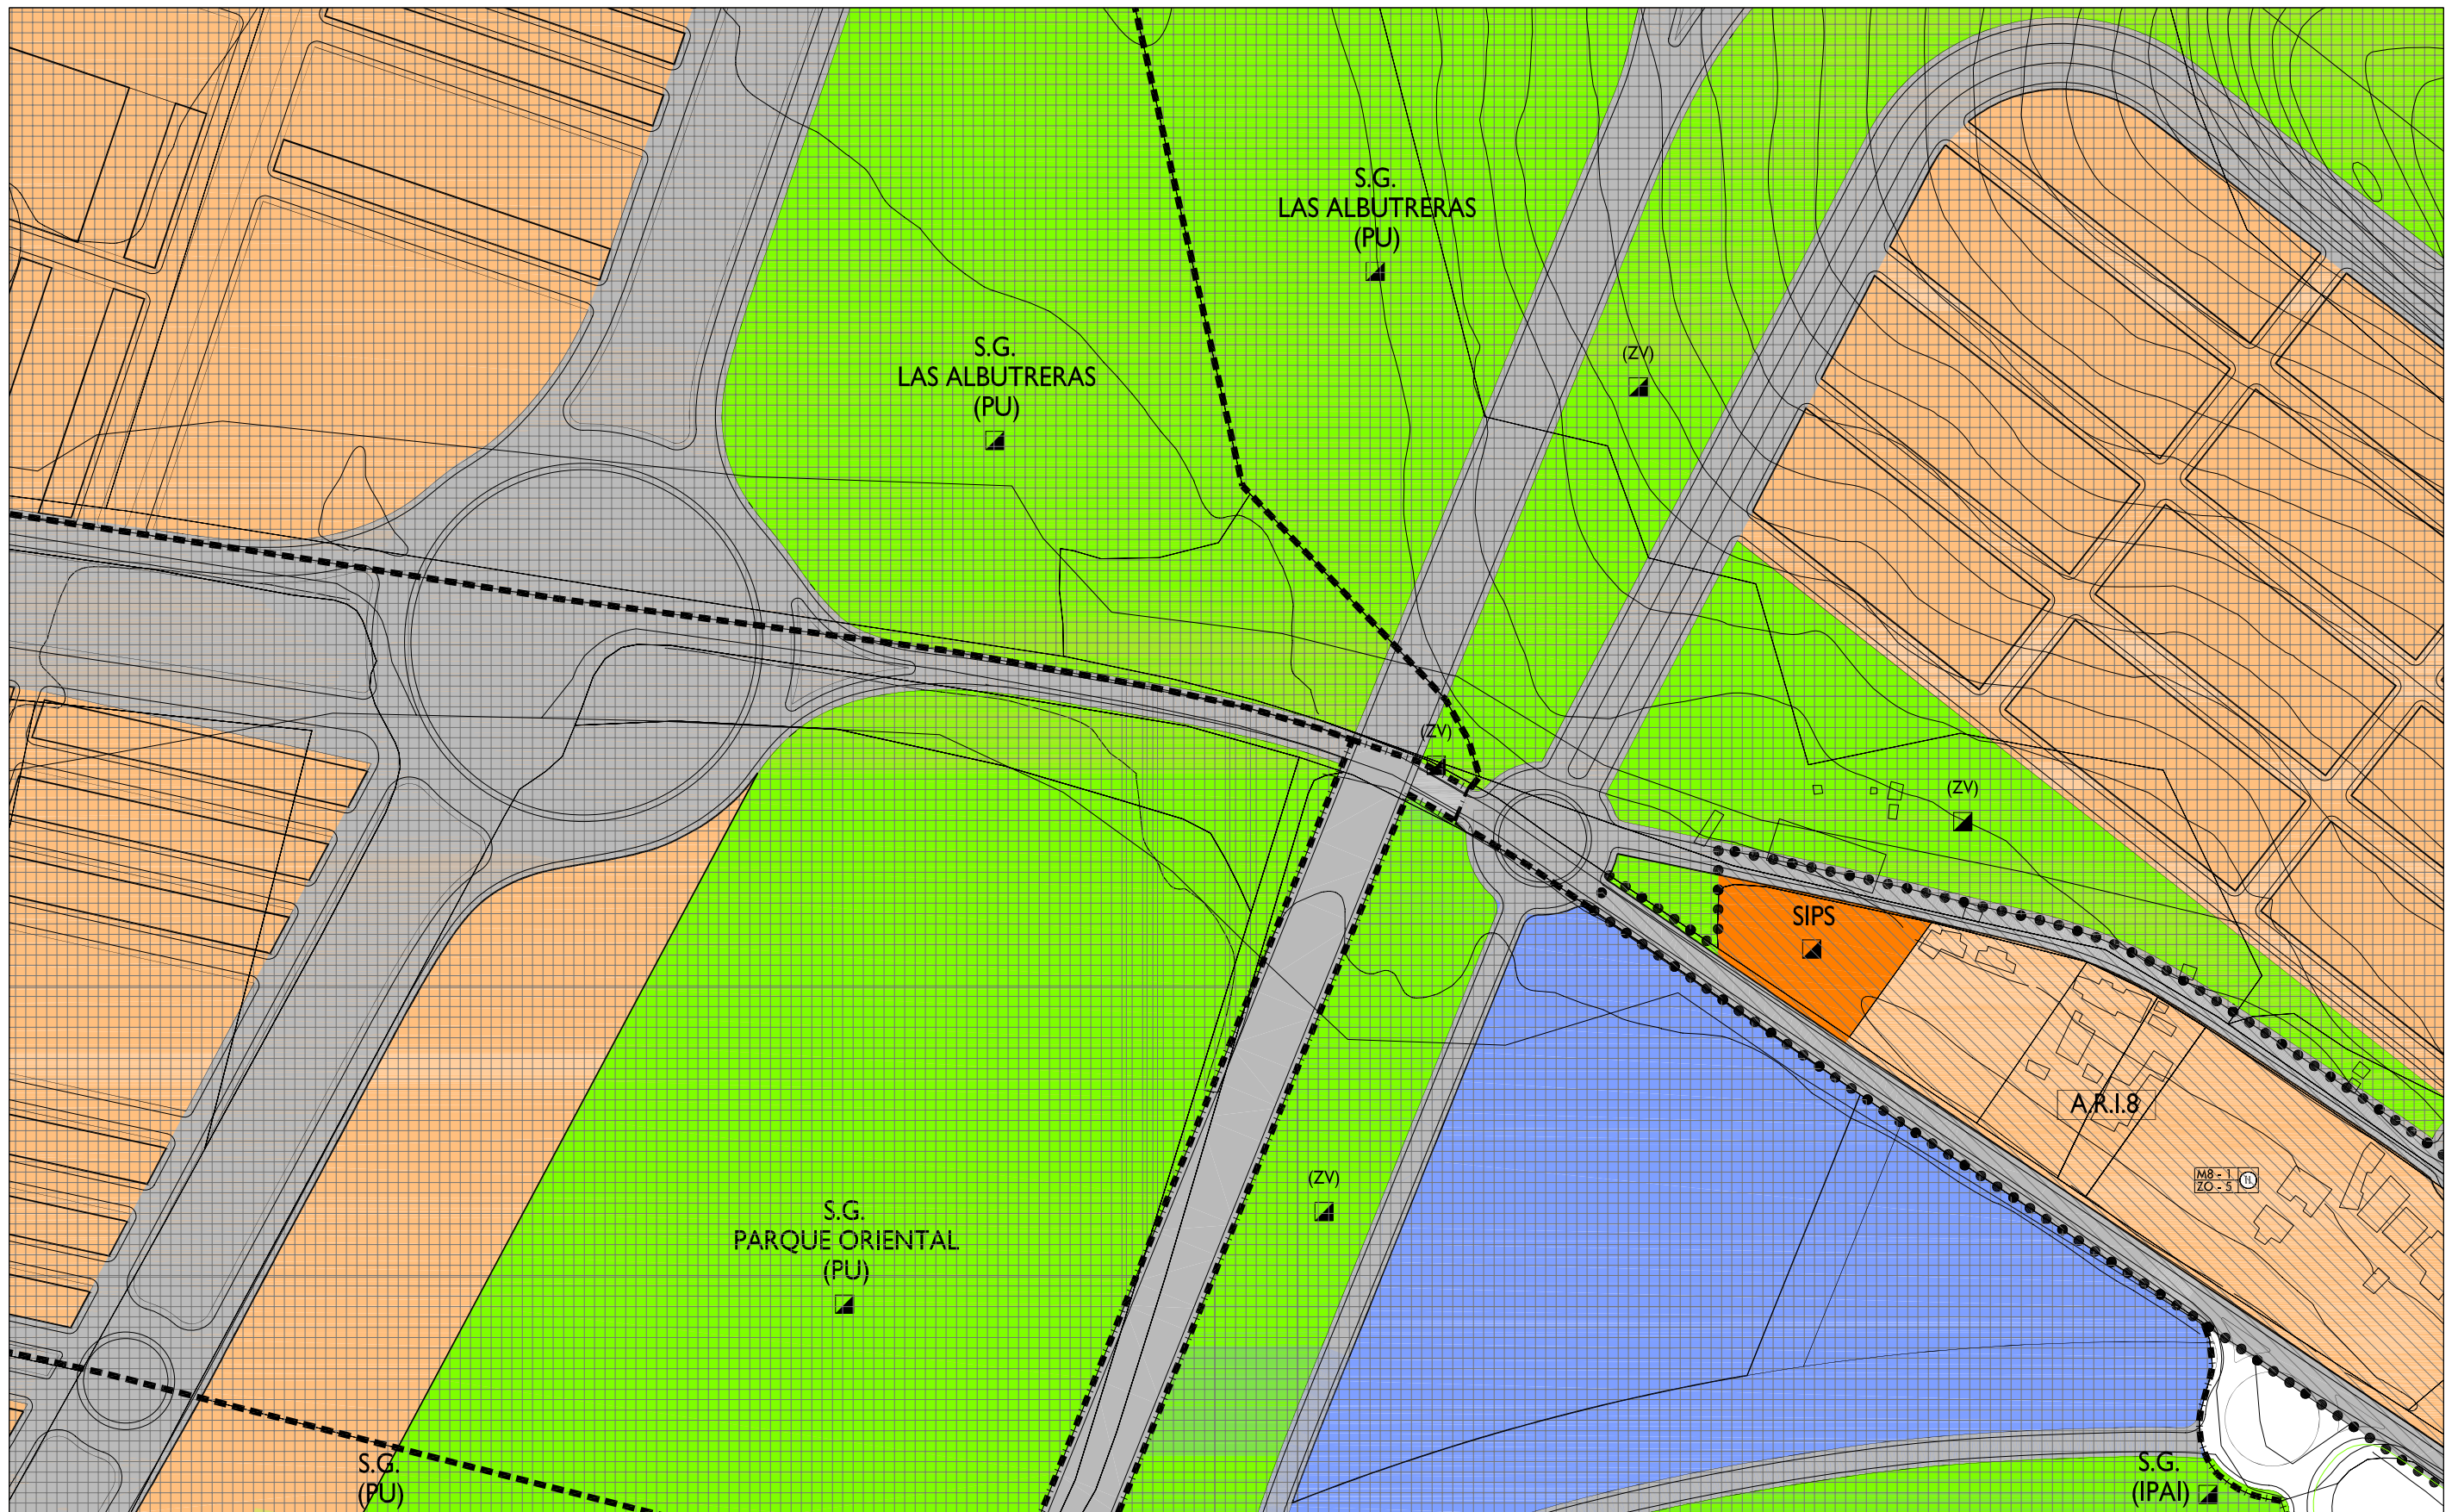 S.G.
LAS ALBUTRERAS
(PU)
S.G.
LAS ALBUTRERAS
(PU)
(ZV)
(ZV)
(ZV)
SIPS
A.R.I.8
M8 - 1
ZO - 5
H
(ZV)
S.G.
PARQUE ORIENTAL
(PU)
S.G.
(PU)
S.G.
(IPAI)